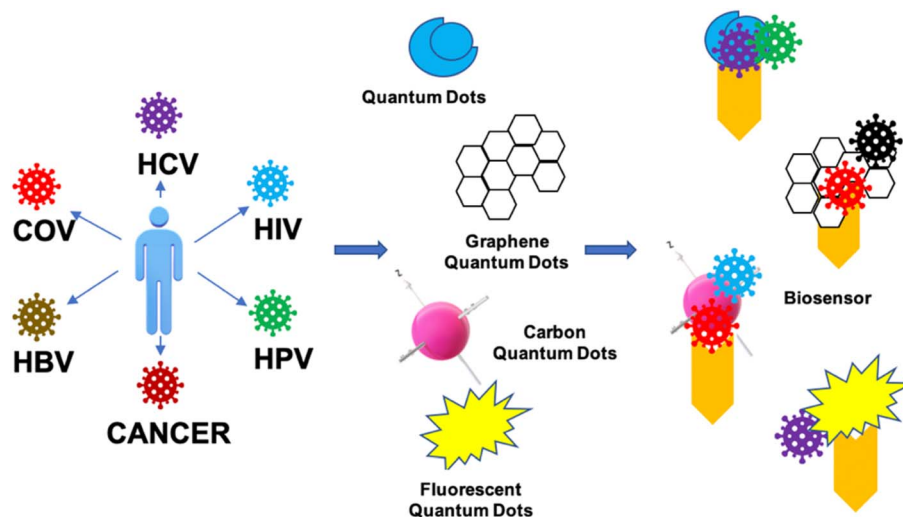 HCV
COV
HIV
HBV
HPV
CANCER
Quantum Dots
Graphene
Quantum Dots
Carbon
Quantum Dots
Fluorescent
Quantum Dots
Biosensor